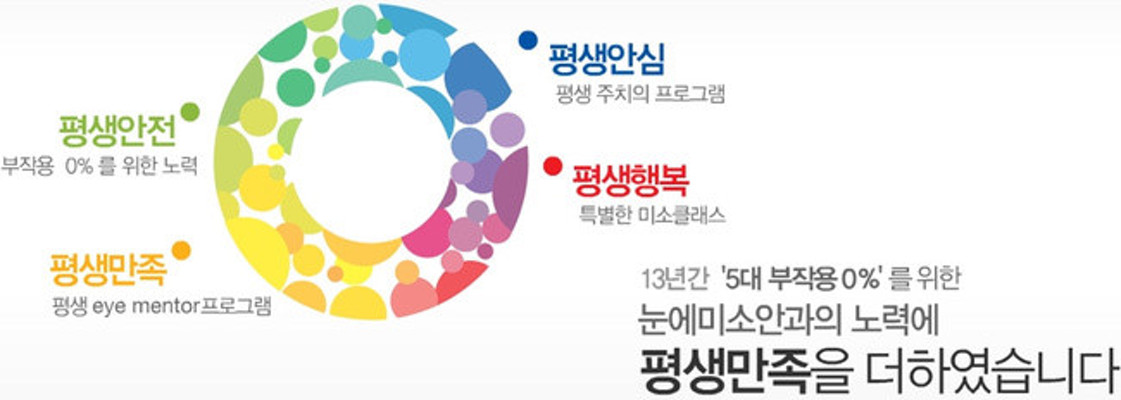 평생안심
평생 주치의 프로그램
평생안전
부작용 0% 를 위한 노력
평생행복
특별한 미소클래스
평생만족
평생 eye mentor프로그램
13년간 '5대 부작용 0%' 를 위한
눈에미소안과의 노력에
평생만족을 더하였습니다